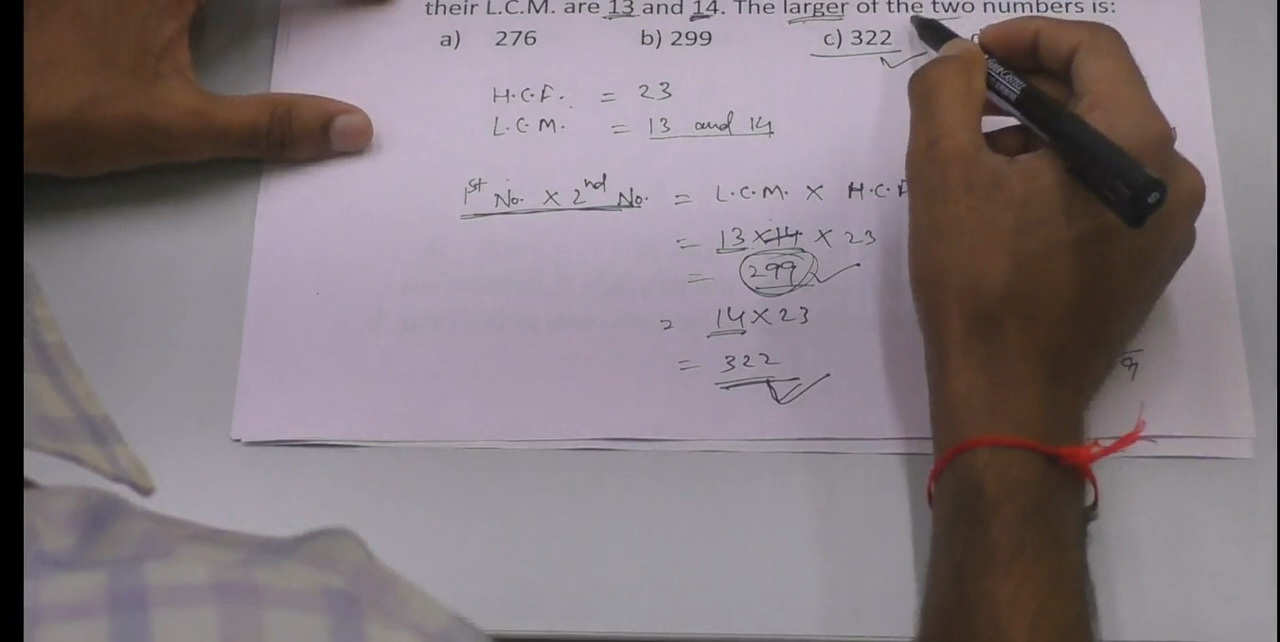 their L.C.M. are 13 and 14. The larger of the two numbers is:
a) 276 b) 299 c) 322
H.C.F. = 23
L.C.M. = 13 and 14
1st No. X 2nd No. = L.C.M. X H.C.F
= 13 X 14 X 23
= 299
= 14 X 23
= 322